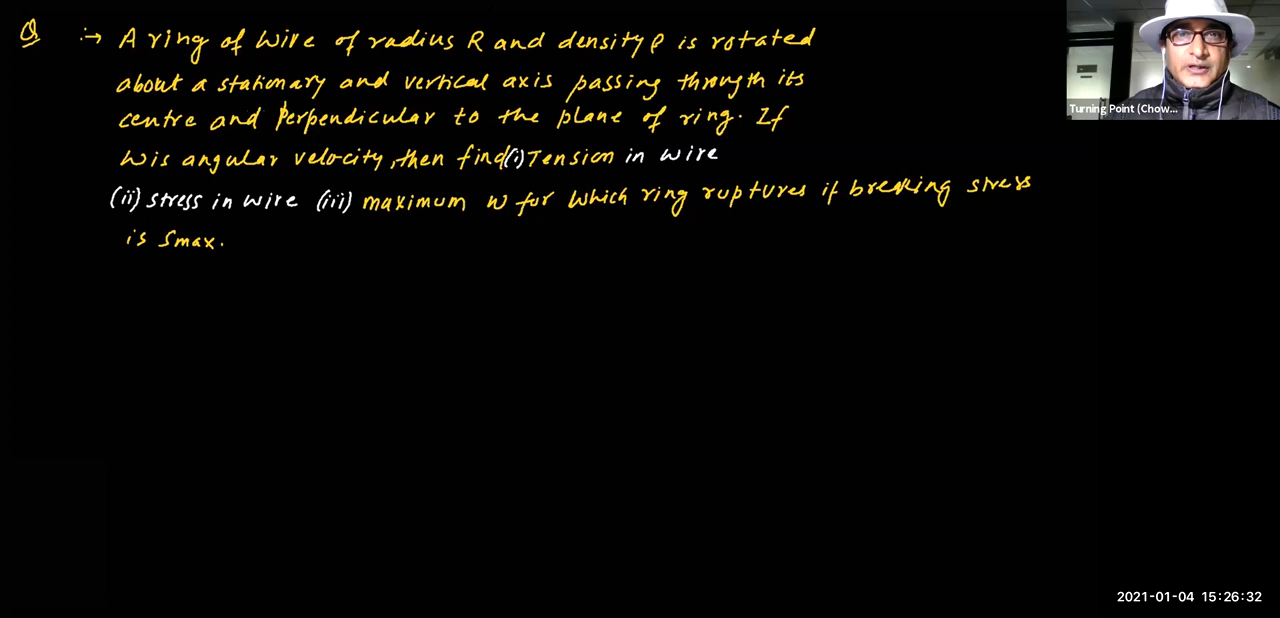 Q :→ A ring of wire of radius R and density ρ is rotated
about a stationary and vertical axis passing through its
centre and Perpendicular to the plane of ring. If
W is angular velocity, then find (i) Tension in wire
(ii) stress in wire (iii) maximum w for which ring ruptures if breaking stress
is Smax.
Turning Point (Chow...
2021-01-04 15:26:32